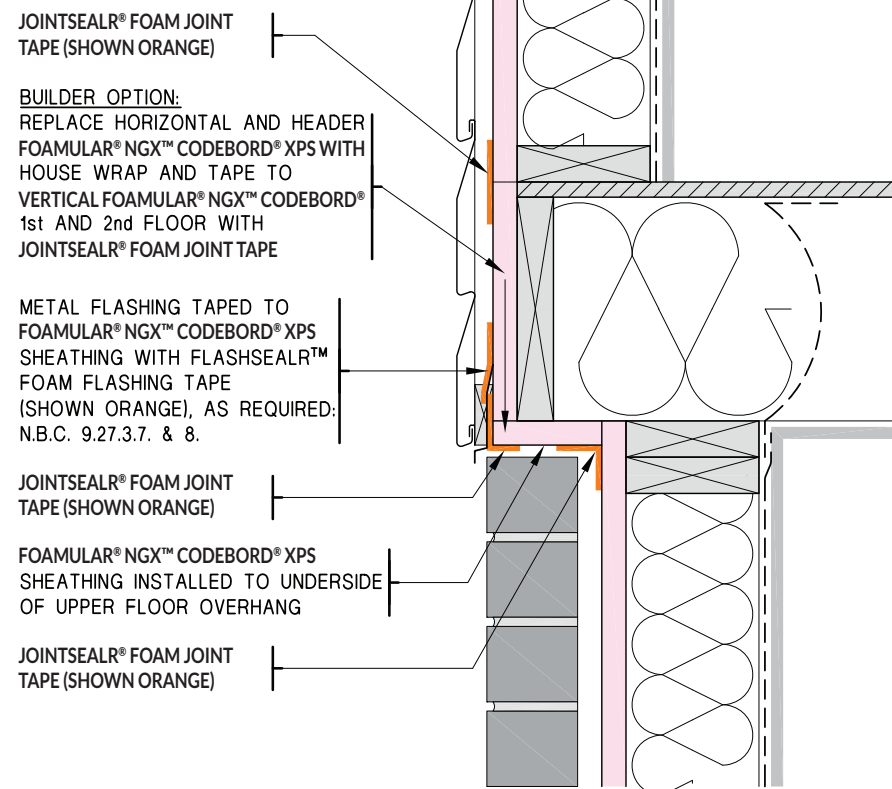 JOINTSEALR® FOAM JOINT
TAPE (SHOWN ORANGE)
BUILDER OPTION:
REPLACE HORIZONTAL AND HEADER
FOAMULAR® NGX™ CODEBORD® XPS WITH
HOUSE WRAP AND TAPE TO
VERTICAL FOAMULAR® NGX™ CODEBORD®
1st AND 2nd FLOOR WITH
JOINTSEALR® FOAM JOINT TAPE
METAL FLASHING TAPED TO
FOAMULAR® NGX™ CODEBORD® XPS
SHEATHING WITH FLASHSEALR™
FOAM FLASHING TAPE
(SHOWN ORANGE), AS REQUIRED:
N.B.C. 9.27.3.7. & 8.
JOINTSEALR® FOAM JOINT
TAPE (SHOWN ORANGE)
FOAMULAR® NGX™ CODEBORD® XPS
SHEATHING INSTALLED TO UNDERSIDE
OF UPPER FLOOR OVERHANG
JOINTSEALR® FOAM JOINT
TAPE (SHOWN ORANGE)